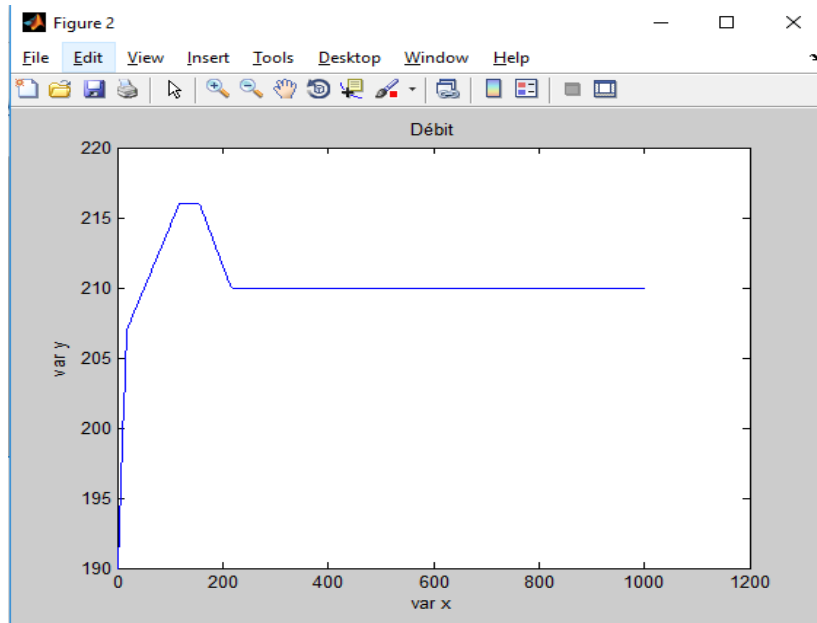 Figure 2
File Edit View Insert Tools Desktop Window Help
Débit
220
215
210
205
200
195
190
var y
0 200 400 600 800 1000 1200
var x